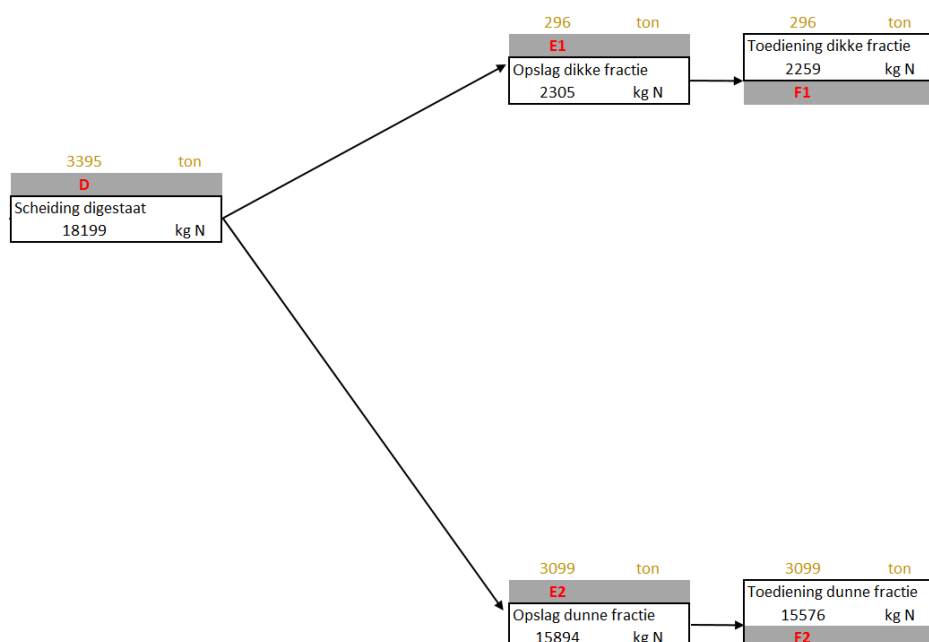 296 ton
E1
Opslag dikke fractie
2305 kg N
296 ton
Toediening dikke fractie
2259 kg N
F1
3395 ton
D
Scheiding digestaat
18199 kg N
3099 ton
E2
Opslag dunne fractie
15894 kg N
3099 ton
Toediening dunne fractie
15576 kg N
F2